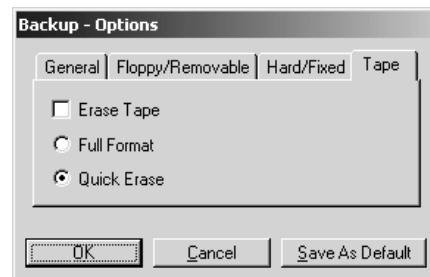 Backup - Options
General Floppy/Removable Hard/Fixed Tape
Erase Tape
Full Format
Quick Erase
OK Cancel Save As Default